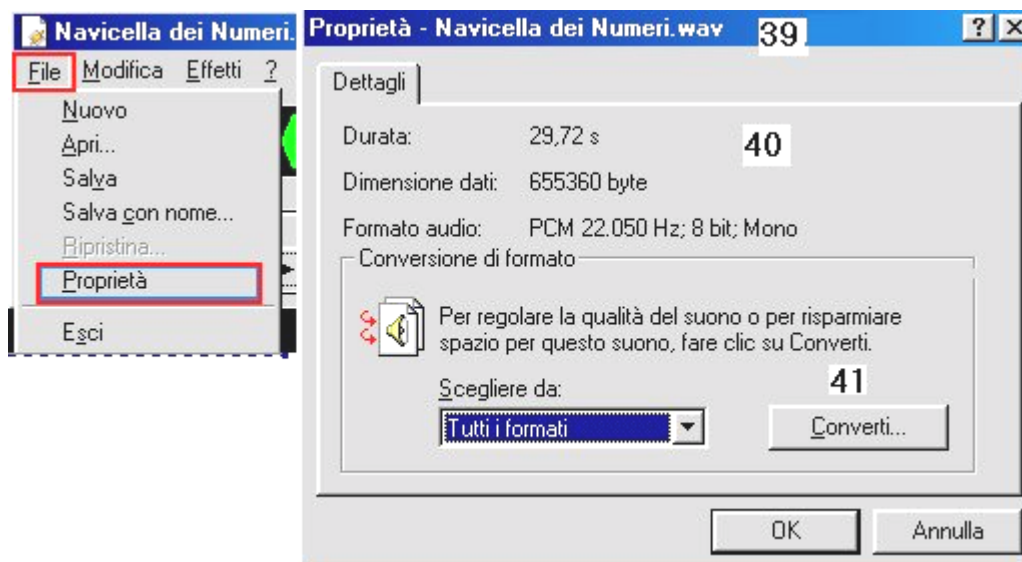 Navicella dei Numeri.
File Modifica Effetti ?
Nuovo
Apri...
Salva
Salva con nome...
Ripristina...
Proprietà
Esci
Proprietà - Navicella dei Numeri.wav 39
Dettagli
Durata: 29,72 s 40
Dimensione dati: 655360 byte
Formato audio: PCM 22.050 Hz; 8 bit; Mono
Conversione di formato
Per regolare la qualità del suono o per risparmiare
spazio per questo suono, fare clic su Converti.
Scegliere da: 41
Tutti i formati Converti...
OK Annulla